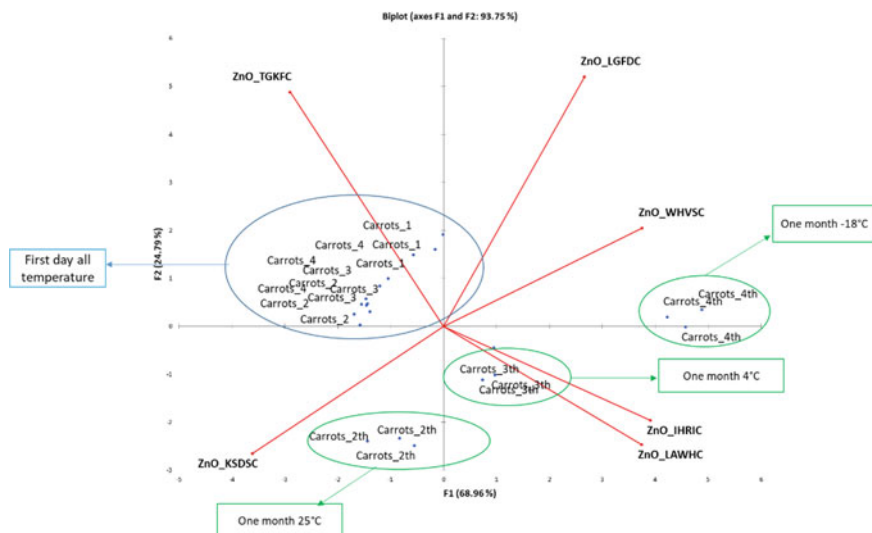 Biplot (axes F1 and F2: 93.75 %)
6
ZnO_LGFDC
ZnO_TGKFC
5
4
3
ZnO_WHVSC
One month -18°C
Carrots_1
2
Carrots_4 Carrots_1
First day all temperature
F2 (24.79 %)
Carrots_4 Carrots_1
Carrots_3
1
Carrots_2
Carrots_4 Carrots_3
Carrots_2 Carrots_3
Carrots_2
Carrots_4th
Carrots_4th
Carrots_4th
0
-1
Carrots_3th
Carrots_3th
Carrots_3th
One month 4°C
-2
ZnO_IHRIC
Carrots_2th
Carrots_2th
Carrots_2th
ZnO_LAWHC
ZnO_KSDSC
-3
-5 -4 -3 -2 -1 0 1 2 3 4 5 6
F1 (68.96 %)
One month 25°C